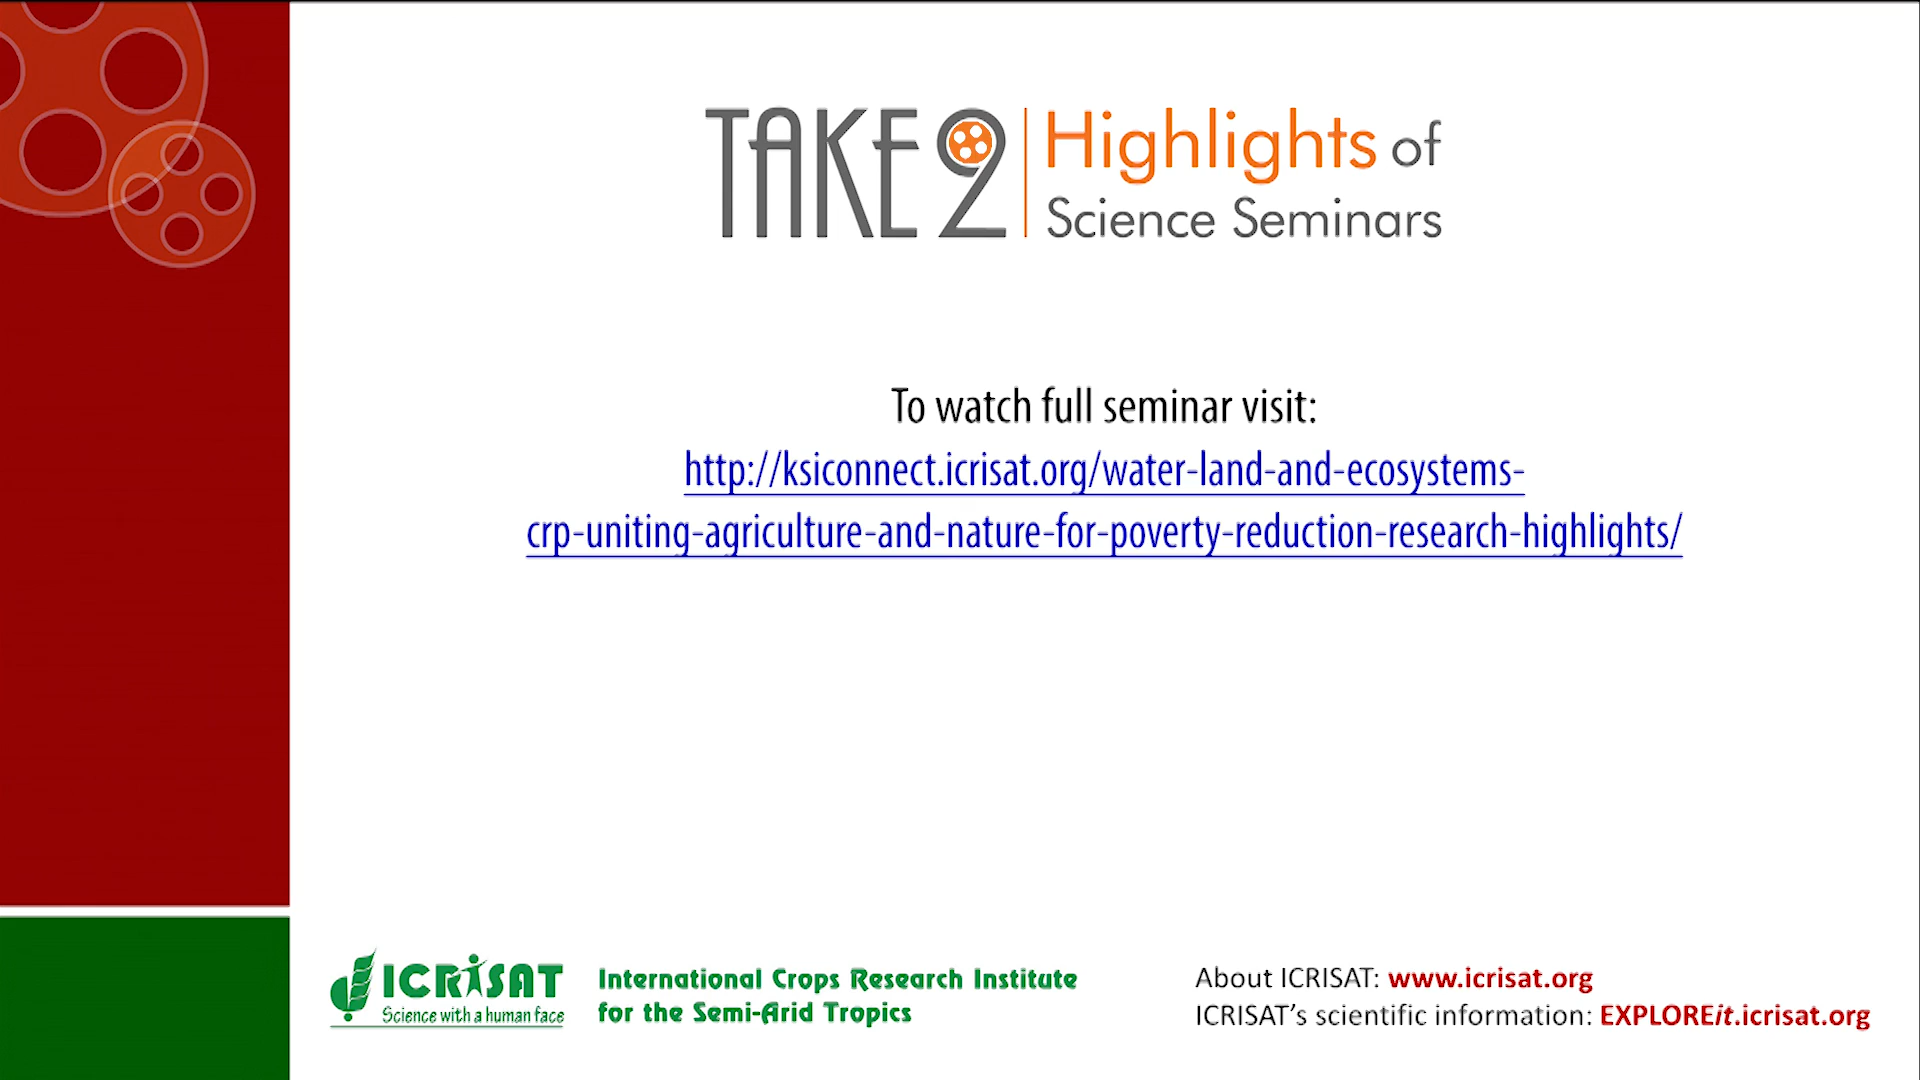 TAKE 2 Highlights of
Science Seminars
To watch full seminar visit:
http://ksiconnect.icrisat.org/water-land-and-ecosystems-
crp-uniting-agriculture-and-nature-for-poverty-reduction-research-highlights/
ICRISAT
Science with a human face
International Crops Research Institute
for the Semi-Arid Tropics
About ICRISAT: www.icrisat.org
ICRISAT's scientific information: EXPLOREit.icrisat.org